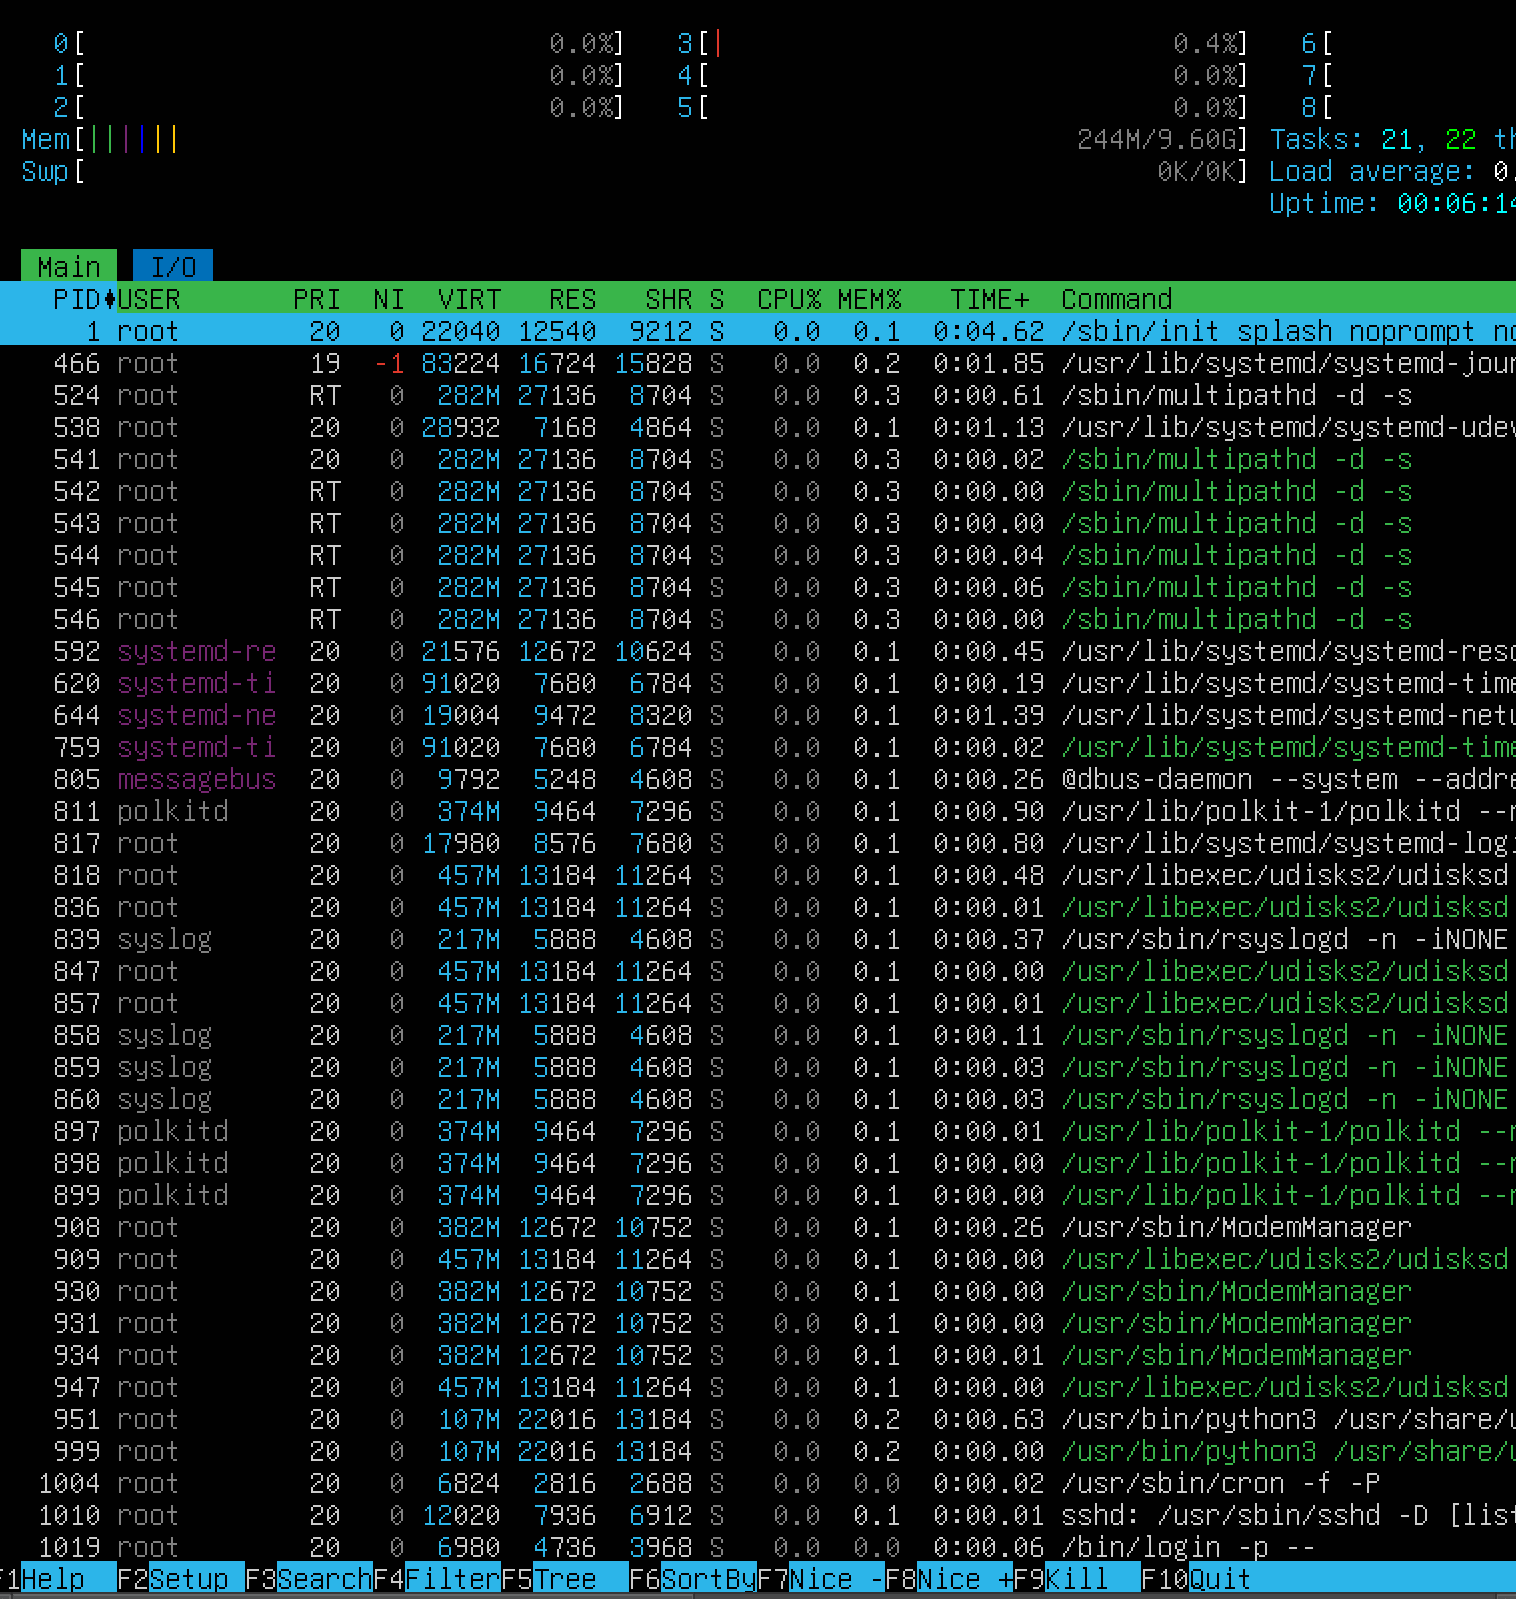 0[ 0.0%] 3[| 0.4%] 6[
1[ 0.0%] 4[ 0.0%] 7[
2[ 0.0%] 5[ 0.0%] 8[
Mem[|||||| 244M/9.60G] Tasks: 21, 22 th
Swp[ 0K/0K] Load average: 0.
Uptime: 00:06:14
Main I/O
PID USER PRI NI VIRT RES SHR S CPU% MEM% TIME+ Command
1 root 20 0 22040 12540 9212 S 0.0 0.1 0:04.62 /sbin/init splash noprompt no
466 root 19 -1 83224 16724 15828 S 0.0 0.2 0:01.85 /usr/lib/systemd/systemd-jour
524 root RT 0 282M 27136 8704 S 0.0 0.3 0:00.61 /sbin/multipathd -d -s
538 root 20 0 28932 7168 4864 S 0.0 0.1 0:01.13 /usr/lib/systemd/systemd-udev
541 root 20 0 282M 27136 8704 S 0.0 0.3 0:00.02 /sbin/multipathd -d -s
542 root RT 0 282M 27136 8704 S 0.0 0.3 0:00.00 /sbin/multipathd -d -s
543 root RT 0 282M 27136 8704 S 0.0 0.3 0:00.00 /sbin/multipathd -d -s
544 root RT 0 282M 27136 8704 S 0.0 0.3 0:00.04 /sbin/multipathd -d -s
545 root RT 0 282M 27136 8704 S 0.0 0.3 0:00.06 /sbin/multipathd -d -s
546 root RT 0 282M 27136 8704 S 0.0 0.3 0:00.00 /sbin/multipathd -d -s
592 systemd-re 20 0 21576 12672 10624 S 0.0 0.1 0:00.45 /usr/lib/systemd/systemd-reso
620 systemd-ti 20 0 91020 7680 6784 S 0.0 0.1 0:00.19 /usr/lib/systemd/systemd-time
644 systemd-ne 20 0 19004 9472 8320 S 0.0 0.1 0:01.39 /usr/lib/systemd/systemd-netw
759 systemd-ti 20 0 91020 7680 6784 S 0.0 0.1 0:00.02 /usr/lib/systemd/systemd-time
805 messagebus 20 0 9792 5248 4608 S 0.0 0.1 0:00.26 @dbus-daemon --system --addre
811 polkitd 20 0 374M 9464 7296 S 0.0 0.1 0:00.90 /usr/lib/polkit-1/polkitd --n
817 root 20 0 17980 8576 7680 S 0.0 0.1 0:00.80 /usr/lib/systemd/systemd-logi
818 root 20 0 457M 13184 11264 S 0.0 0.1 0:00.48 /usr/libexec/udisks2/udisksd
836 root 20 0 457M 13184 11264 S 0.0 0.1 0:00.01 /usr/libexec/udisks2/udisksd
839 syslog 20 0 217M 5888 4608 S 0.0 0.1 0:00.37 /usr/sbin/rsyslogd -n -iNONE
847 root 20 0 457M 13184 11264 S 0.0 0.1 0:00.00 /usr/libexec/udisks2/udisksd
857 root 20 0 457M 13184 11264 S 0.0 0.1 0:00.01 /usr/libexec/udisks2/udisksd
858 syslog 20 0 217M 5888 4608 S 0.0 0.1 0:00.11 /usr/sbin/rsyslogd -n -iNONE
859 syslog 20 0 217M 5888 4608 S 0.0 0.1 0:00.03 /usr/sbin/rsyslogd -n -iNONE
860 syslog 20 0 217M 5888 4608 S 0.0 0.1 0:00.03 /usr/sbin/rsyslogd -n -iNONE
897 polkitd 20 0 374M 9464 7296 S 0.0 0.1 0:00.01 /usr/lib/polkit-1/polkitd --n
898 polkitd 20 0 374M 9464 7296 S 0.0 0.1 0:00.00 /usr/lib/polkit-1/polkitd --n
899 polkitd 20 0 374M 9464 7296 S 0.0 0.1 0:00.00 /usr/lib/polkit-1/polkitd --n
908 root 20 0 382M 12672 10752 S 0.0 0.1 0:00.26 /usr/sbin/ModemManager
909 root 20 0 457M 13184 11264 S 0.0 0.1 0:00.00 /usr/libexec/udisks2/udisksd
930 root 20 0 382M 12672 10752 S 0.0 0.1 0:00.00 /usr/sbin/ModemManager
931 root 20 0 382M 12672 10752 S 0.0 0.1 0:00.00 /usr/sbin/ModemManager
934 root 20 0 382M 12672 10752 S 0.0 0.1 0:00.01 /usr/sbin/ModemManager
947 root 20 0 457M 13184 11264 S 0.0 0.1 0:00.00 /usr/libexec/udisks2/udisksd
951 root 20 0 107M 22016 13184 S 0.0 0.2 0:00.63 /usr/bin/python3 /usr/share/u
999 root 20 0 107M 22016 13184 S 0.0 0.2 0:00.00 /usr/bin/python3 /usr/share/u
1004 root 20 0 6824 2816 2688 S 0.0 0.0 0:00.02 /usr/sbin/cron -f -P
1010 root 20 0 12020 7936 6912 S 0.0 0.1 0:00.01 sshd: /usr/sbin/sshd -D [list
1019 root 20 0 6980 4736 3968 S 0.0 0.0 0:00.06 /bin/login -p --
F1Help F2Setup F3SearchF4FilterF5Tree F6SortByF7Nice -F8Nice +F9Kill F10Quit